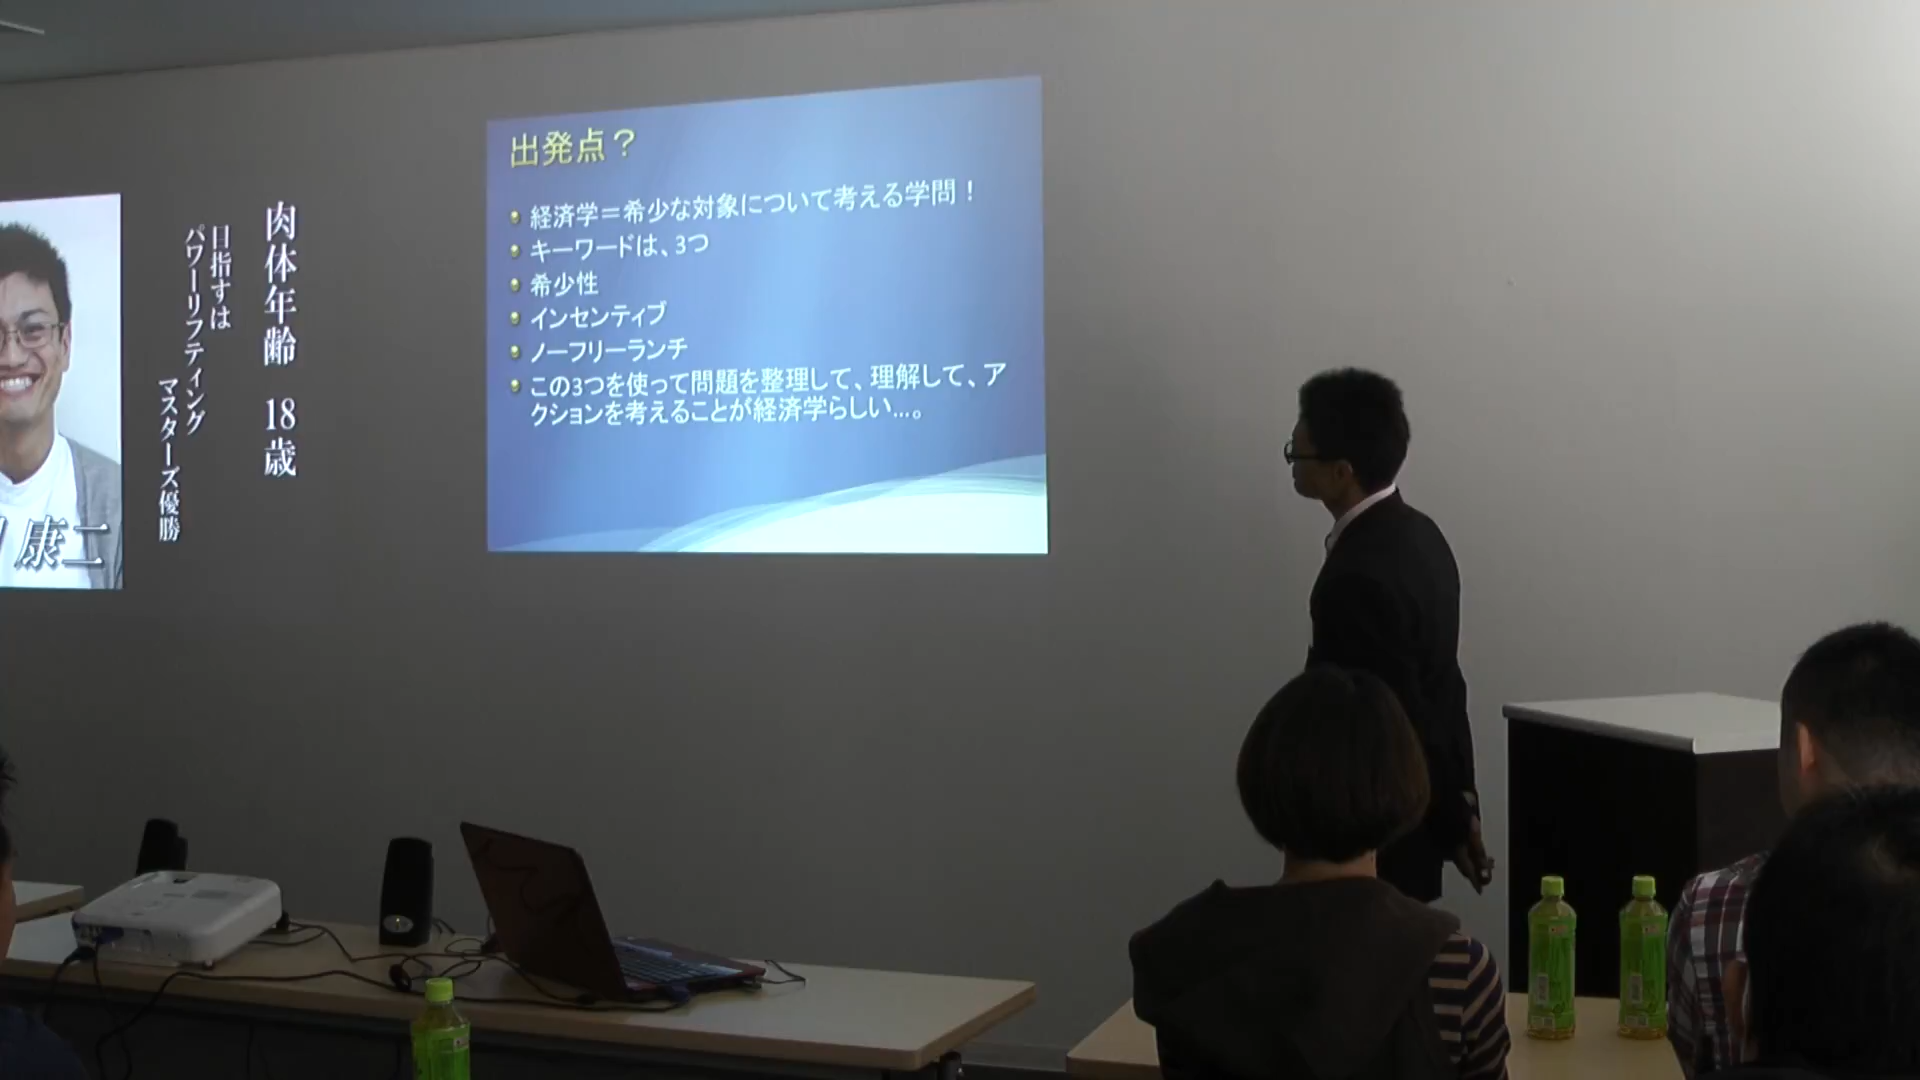 出発点？
経済学＝希少な対象について考える学問！
キーワードは、3つ
希少性
インセンティブ
ノーフリーランチ
この3つを使って問題を整理して、理解して、ア
クションを考えることが経済学らしい…。
肉体年齢 18歳
目指すは
パワーリフティング
マスターズ優勝
康二